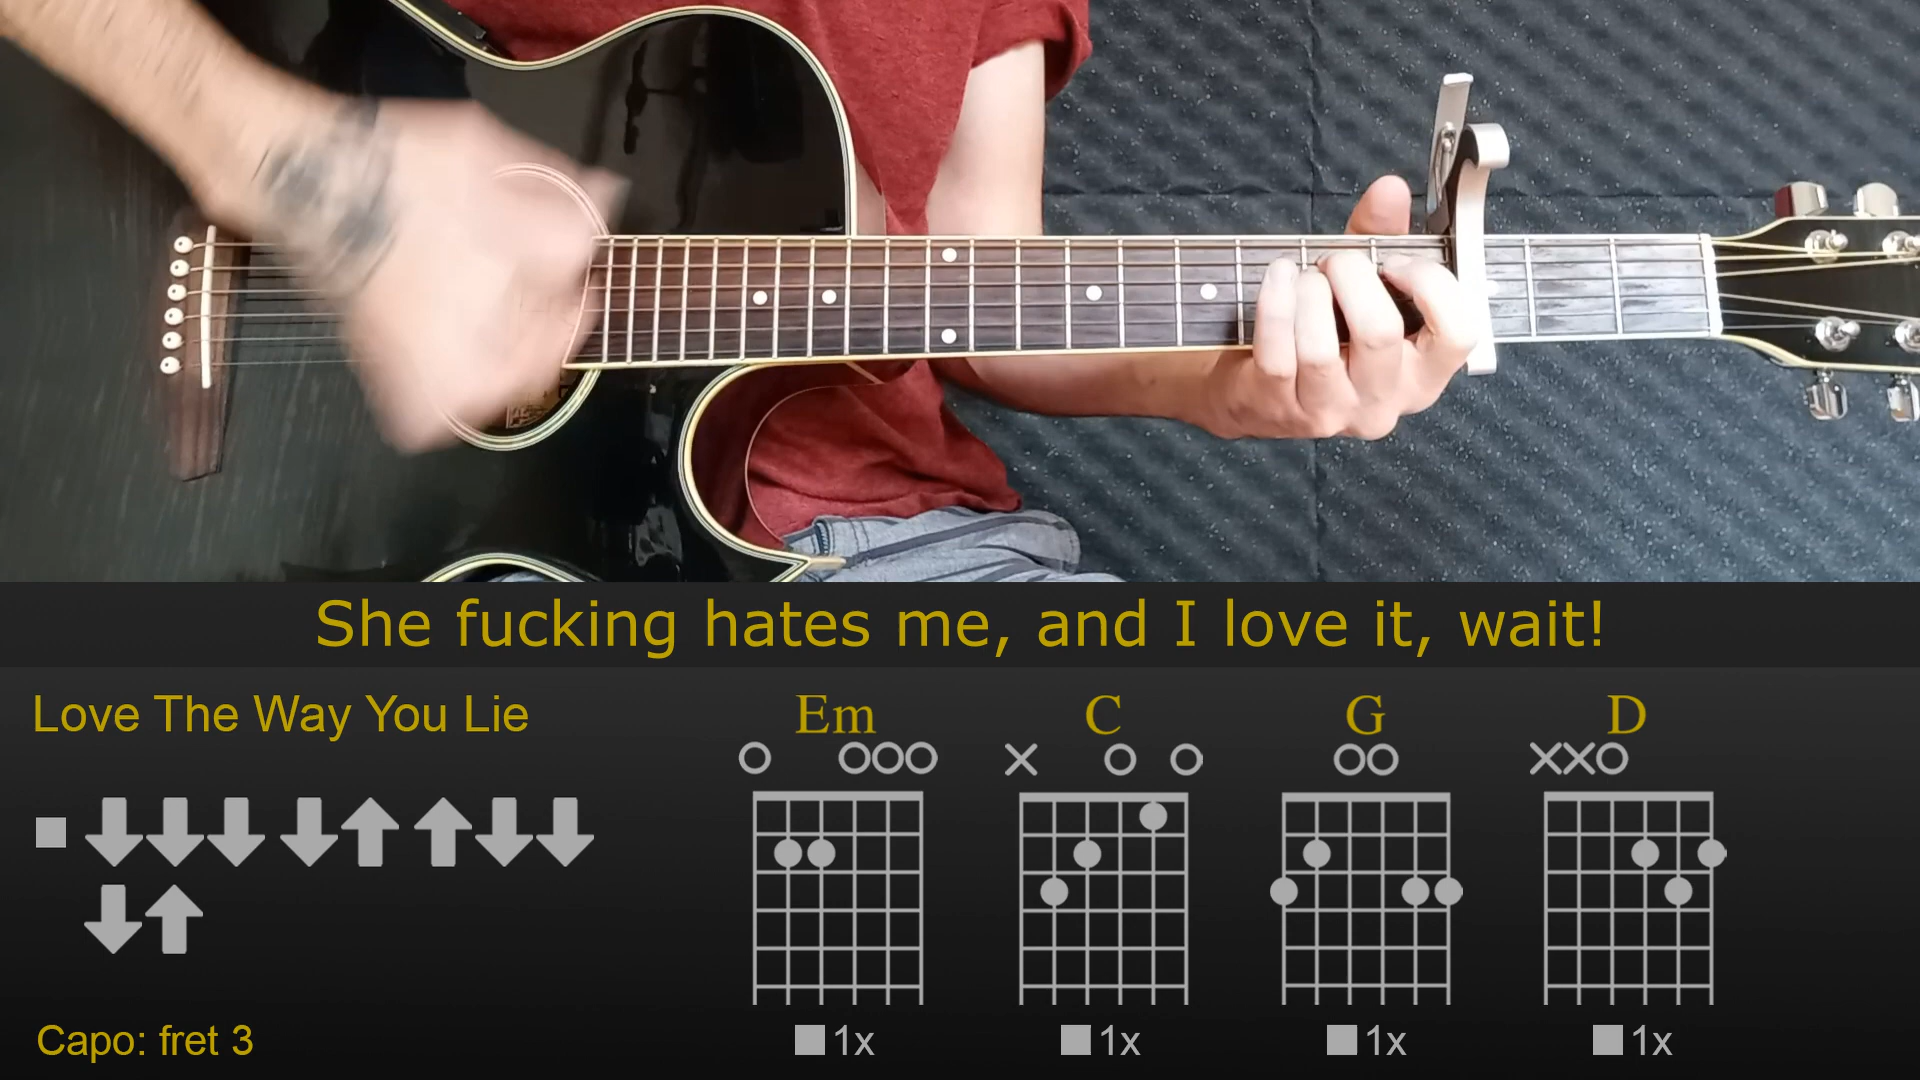 She fucking hates me, and I love it, wait!
Love The Way You Lie
Em C G D
Capo: fret 3
1x 1x 1x 1x